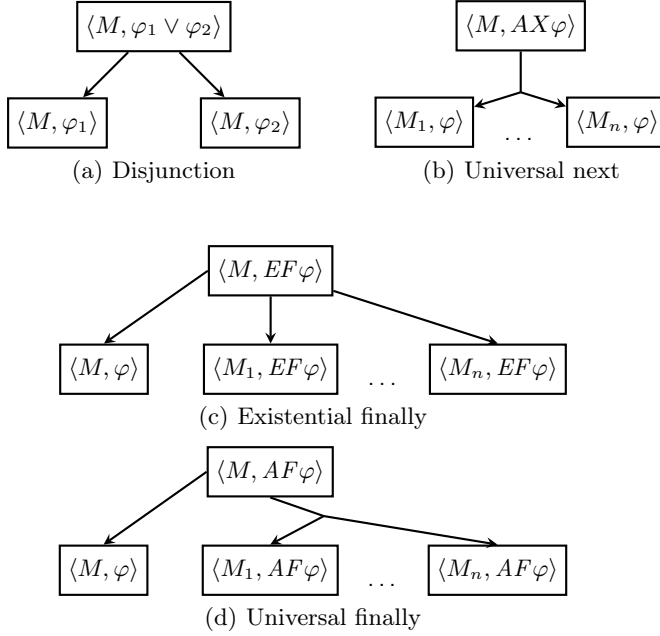 ⟨M, φ₁ ∨ φ₂⟩
⟨M, AXφ⟩
⟨M, φ₁⟩ ⟨M, φ₂⟩
⟨M₁, φ⟩ ... ⟨Mₙ, φ⟩
(a) Disjunction
(b) Universal next
⟨M, EFφ⟩
⟨M, φ⟩ ⟨M₁, EFφ⟩ ... ⟨Mₙ, EFφ⟩
(c) Existential finally
⟨M, AFφ⟩
⟨M, φ⟩ ⟨M₁, AFφ⟩ ... ⟨Mₙ, AFφ⟩
(d) Universal finally